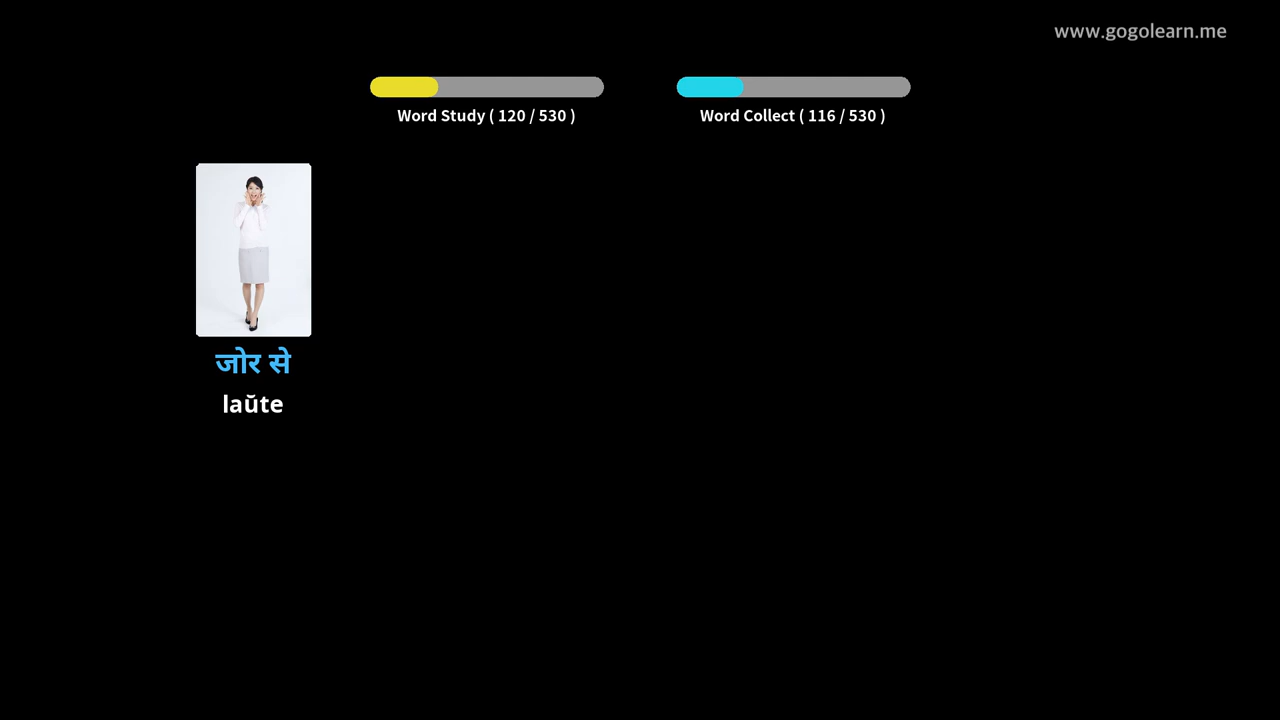 www.gogolearn.me
Word Study ( 120 / 530 )
Word Collect ( 116 / 530 )
जोर से
laŭte